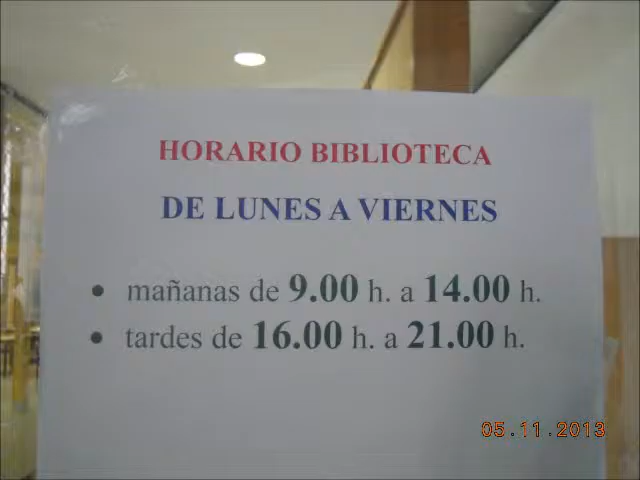 HORARIO BIBLIOTECA
DE LUNES A VIERNES
• mañanas de 9.00 h. a 14.00 h.
• tardes de 16.00 h. a 21.00 h.
05.11.2013